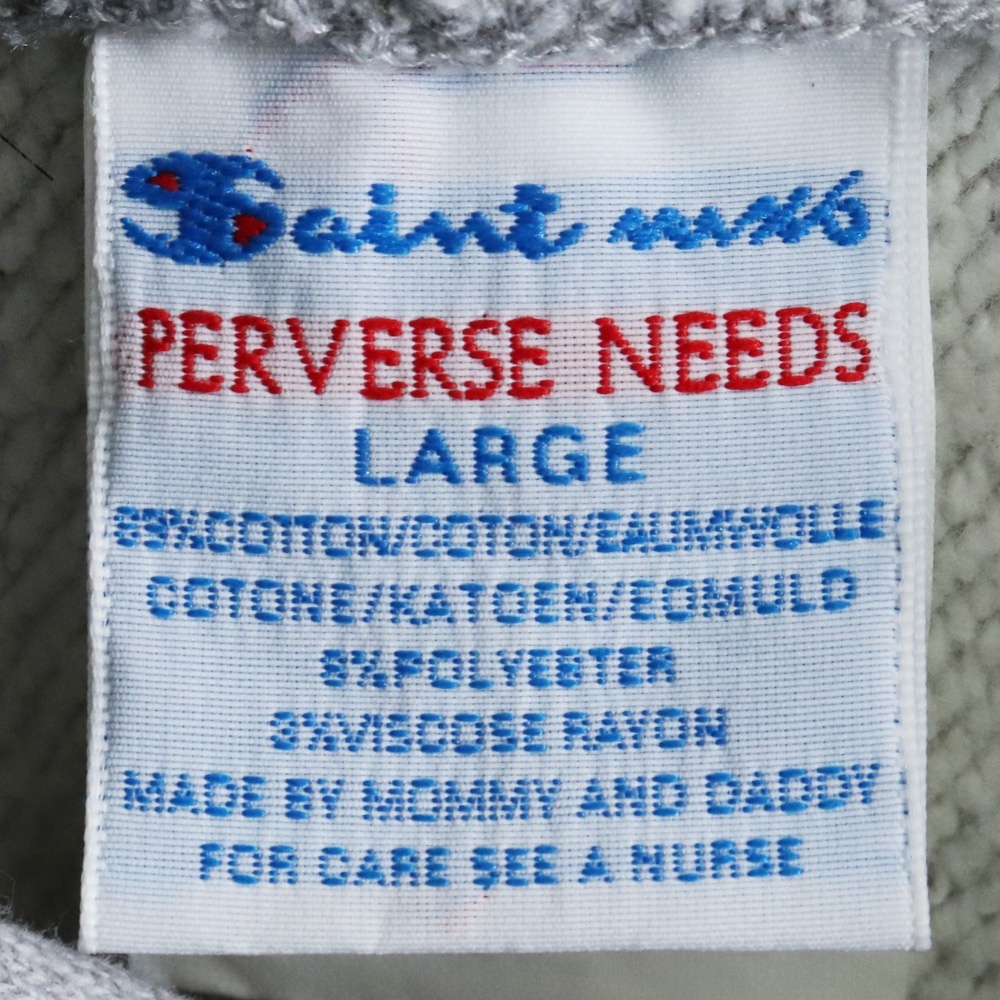 Saint mxx6
PERVERSE NEEDS
LARGE
89%COTTON/COTON/BAUMWOLLE
COTONE/KATOEN/BOMULD
8%POLYESTER
3%VISCOSE RAYON
MADE BY MOMMY AND DADDY
FOR CARE SEE A NURSE